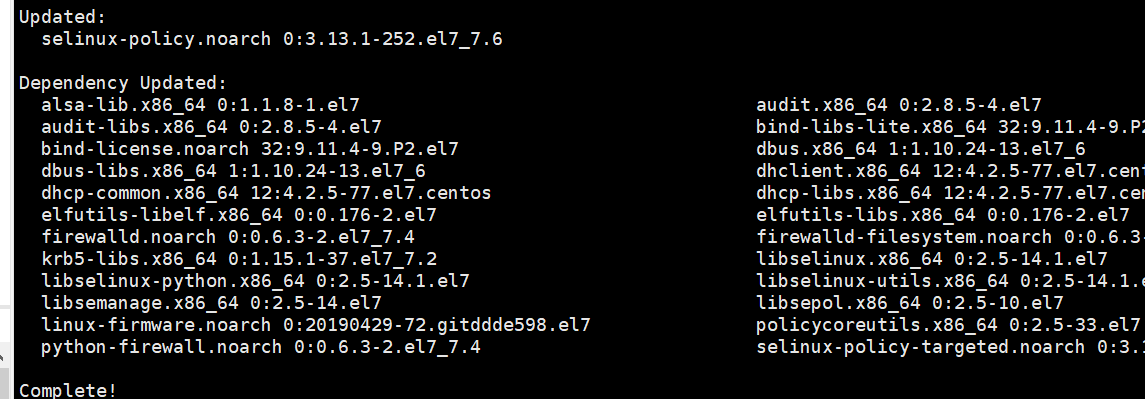 Updated:
selinux-policy.noarch 0:3.13.1-252.el7_7.6
Dependency Updated:
alsa-lib.x86_64 0:1.1.8-1.el7 audit.x86_64 0:2.8.5-4.el7
audit-libs.x86_64 0:2.8.5-4.el7 bind-libs-lite.x86_64 32:9.11.4-9.P2
bind-license.noarch 32:9.11.4-9.P2.el7 dbus.x86_64 1:1.10.24-13.el7_6
dbus-libs.x86_64 1:1.10.24-13.el7_6 dhclient.x86_64 12:4.2.5-77.el7.cent
dhcp-common.x86_64 12:4.2.5-77.el7.centos dhcp-libs.x86_64 12:4.2.5-77.el7.cen
elfutils-libelf.x86_64 0:0.176-2.el7 elfutils-libs.x86_64 0:0.176-2.el7
firewalld.noarch 0:0.6.3-2.el7_7.4 firewalld-filesystem.noarch 0:0.6.3-
krb5-libs.x86_64 0:1.15.1-37.el7_7.2 libselinux.x86_64 0:2.5-14.1.el7
libselinux-python.x86_64 0:2.5-14.1.el7 libselinux-utils.x86_64 0:2.5-14.1.e
libsemanage.x86_64 0:2.5-14.el7 libsepol.x86_64 0:2.5-10.el7
linux-firmware.noarch 0:20190429-72.gitddde598.el7 policycoreutils.x86_64 0:2.5-33.el7
python-firewall.noarch 0:0.6.3-2.el7_7.4 selinux-policy-targeted.noarch 0:3.1
Complete!